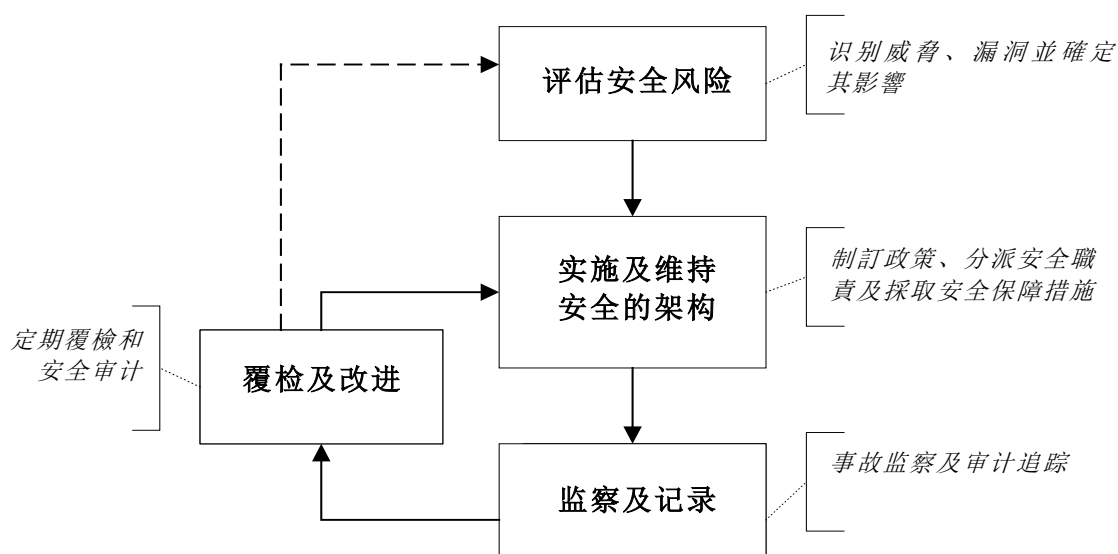 评估安全风险
识别威脅、漏洞並確定
其影響
实施及维持
安全的架构
制訂政策、分派安全職
責及採取安全保障措施
定期覆檢和
安全审计
覆检及改进
监察及记录
事故监察及审计追踪